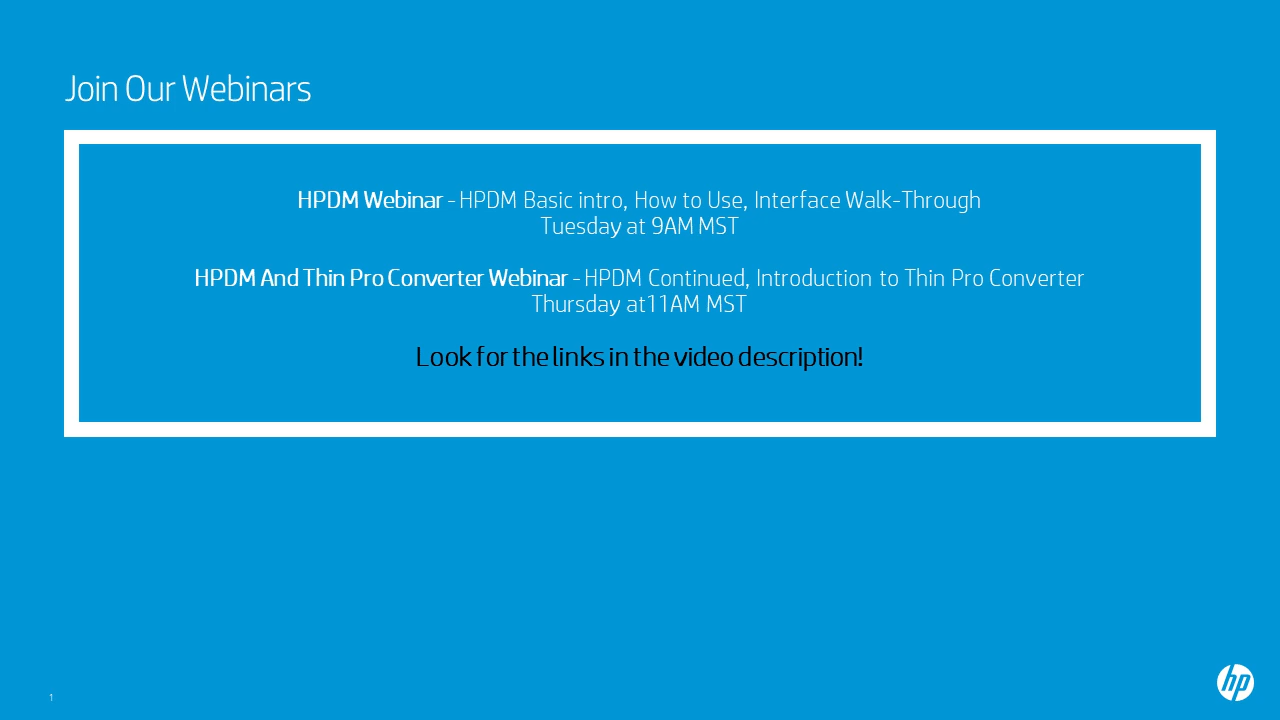 Join Our Webinars
HPDM Webinar - HPDM Basic intro, How to Use, Interface Walk-Through
Tuesday at 9AM MST
HPDM And Thin Pro Converter Webinar - HPDM Continued, Introduction to Thin Pro Converter
Thursday at11AM MST
Look for the links in the video description!
1
hp